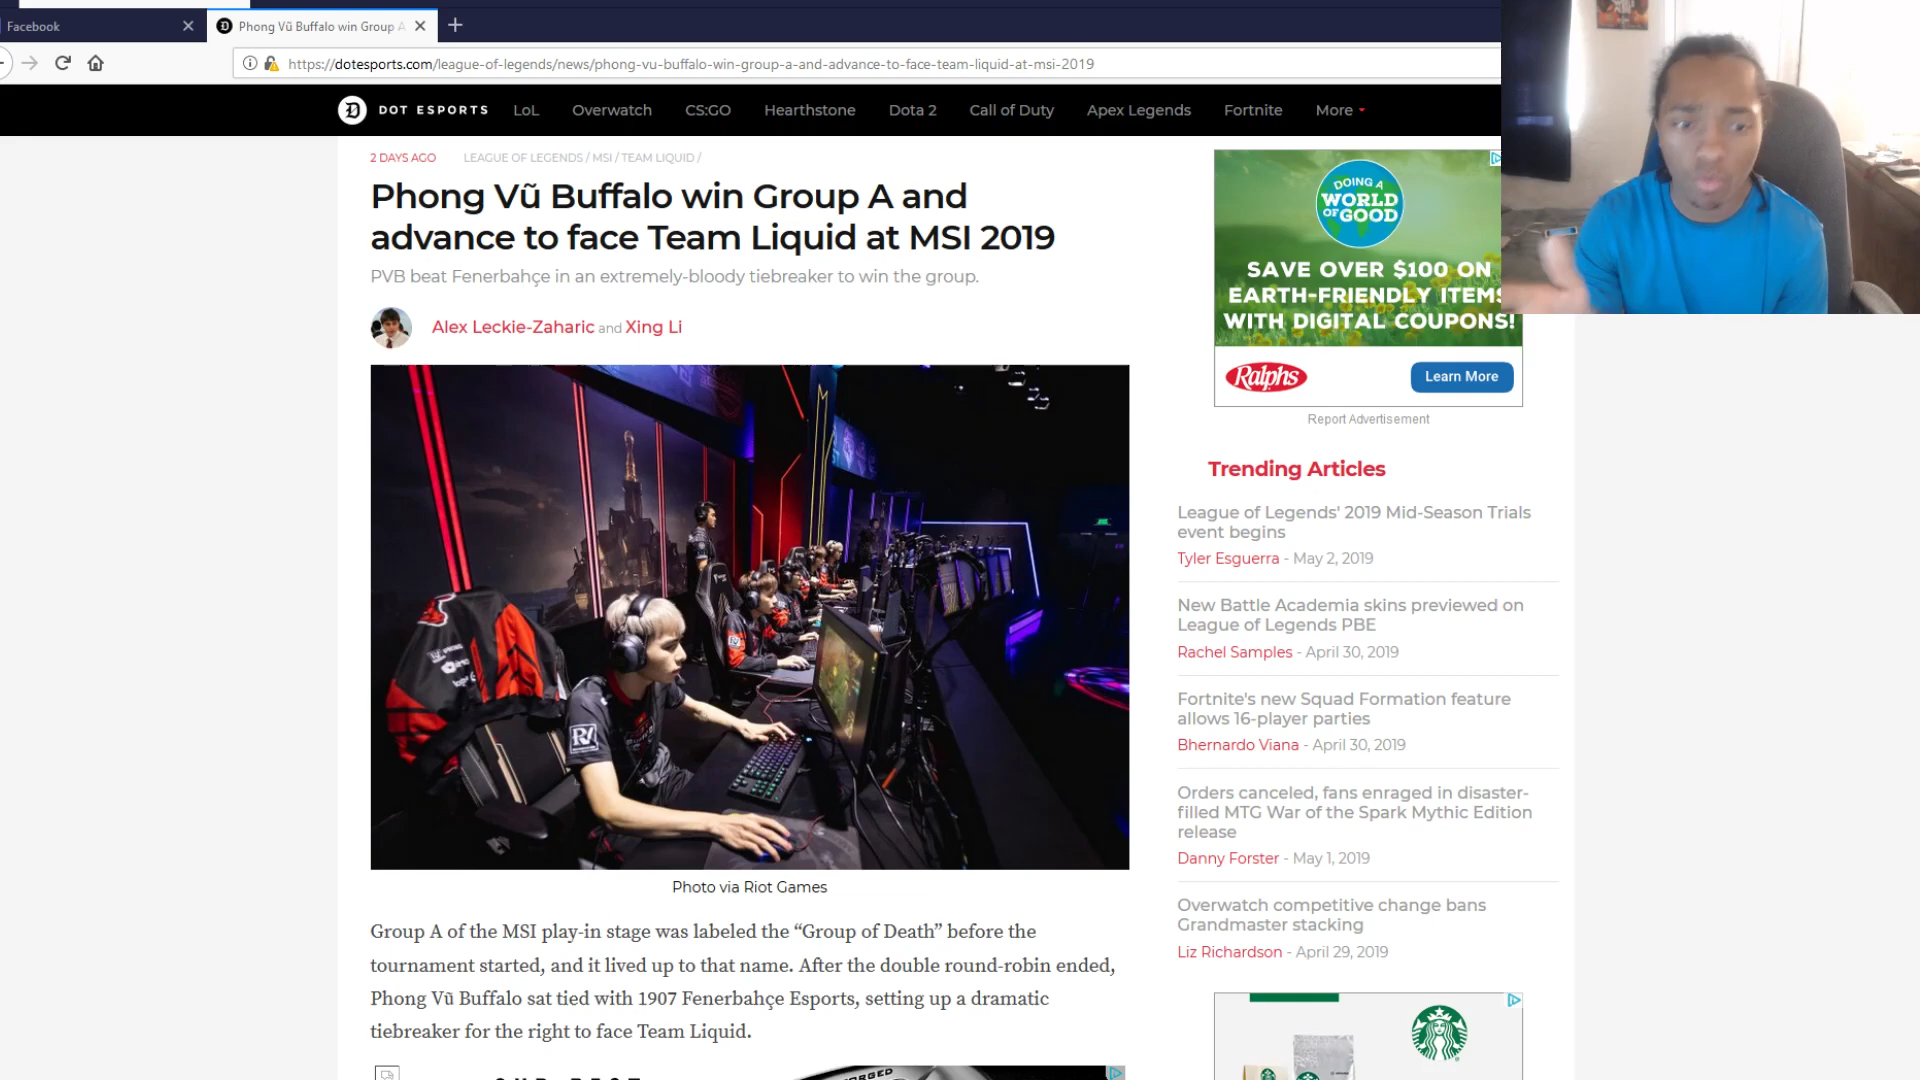 Facebook
Phong Vũ Buffalo win Group A
https://dotesports.com/league-of-legends/news/phong-vu-buffalo-win-group-a-and-advance-to-face-team-liquid-at-msi-2019
DOT ESPORTS LoL Overwatch CS:GO Hearthstone Dota 2 Call of Duty Apex Legends Fortnite More
2 DAYS AGO LEAGUE OF LEGENDS / MSI / TEAM LIQUID /
Phong Vũ Buffalo win Group A and
advance to face Team Liquid at MSI 2019
PVB beat Fenerbahçe in an extremely-bloody tiebreaker to win the group.
Alex Leckie-Zaharic and Xing Li
Photo via Riot Games
Group A of the MSI play-in stage was labeled the “Group of Death” before the
tournament started, and it lived up to that name. After the double round-robin ended,
Phong Vũ Buffalo sat tied with 1907 Fenerbahçe Esports, setting up a dramatic
tiebreaker for the right to face Team Liquid.
DOING A
WORLD
OF GOOD
SAVE OVER $100 ON
EARTH-FRIENDLY ITEMS
WITH DIGITAL COUPONS!
Ralphs
Learn More
Report Advertisement
Trending Articles
League of Legends' 2019 Mid-Season Trials
event begins
Tyler Esguerra - May 2, 2019
New Battle Academia skins previewed on
League of Legends PBE
Rachel Samples - April 30, 2019
Fortnite's new Squad Formation feature
allows 16-player parties
Bhernardo Viana - April 30, 2019
Orders canceled, fans enraged in disaster-
filled MTG War of the Spark Mythic Edition
release
Danny Forster - May 1, 2019
Overwatch competitive change bans
Grandmaster stacking
Liz Richardson - April 29, 2019